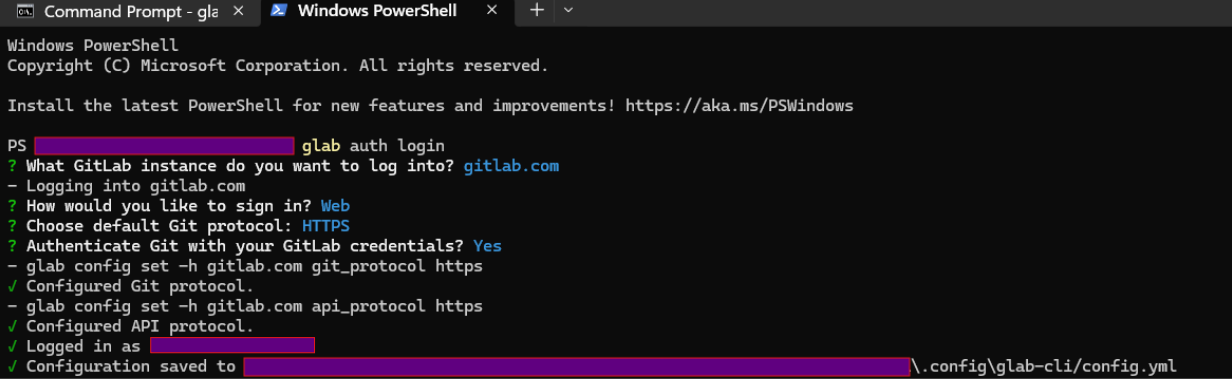 Command Prompt - gla
Windows PowerShell
Windows PowerShell
Copyright (C) Microsoft Corporation. All rights reserved.
Install the latest PowerShell for new features and improvements! https://aka.ms/PSWindows
PS glab auth login
? What GitLab instance do you want to log into? gitlab.com
- Logging into gitlab.com
? How would you like to sign in? Web
? Choose default Git protocol: HTTPS
? Authenticate Git with your GitLab credentials? Yes
- glab config set -h gitlab.com git_protocol https
✓ Configured Git protocol.
- glab config set -h gitlab.com api_protocol https
✓ Configured API protocol.
✓ Logged in as
✓ Configuration saved to \.config\glab-cli/config.yml